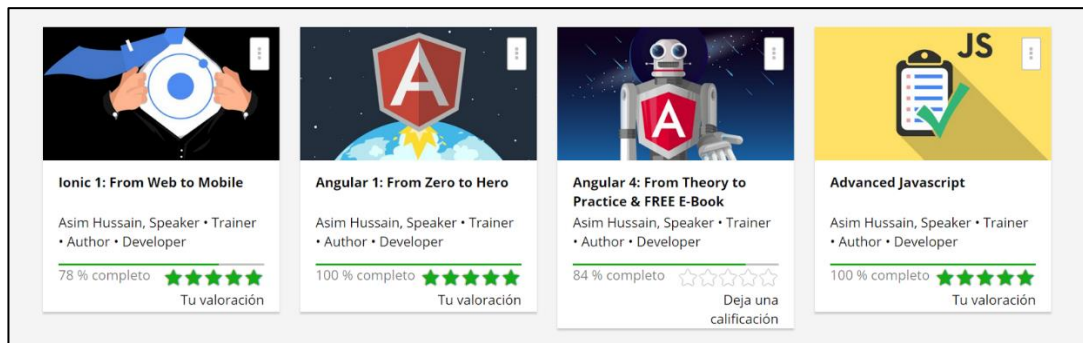 A
A
JS
Ionic 1: From Web to Mobile
Asim Hussain, Speaker • Trainer
• Author • Developer
78 % completo
Tu valoración
Angular 1: From Zero to Hero
Asim Hussain, Speaker • Trainer
• Author • Developer
100 % completo
Tu valoración
Angular 4: From Theory to
Practice & FREE E-Book
Asim Hussain, Speaker • Trainer
• Author • Developer
84 % completo
Deja una
calificación
Advanced Javascript
Asim Hussain, Speaker • Trainer
• Author • Developer
100 % completo
Tu valoración